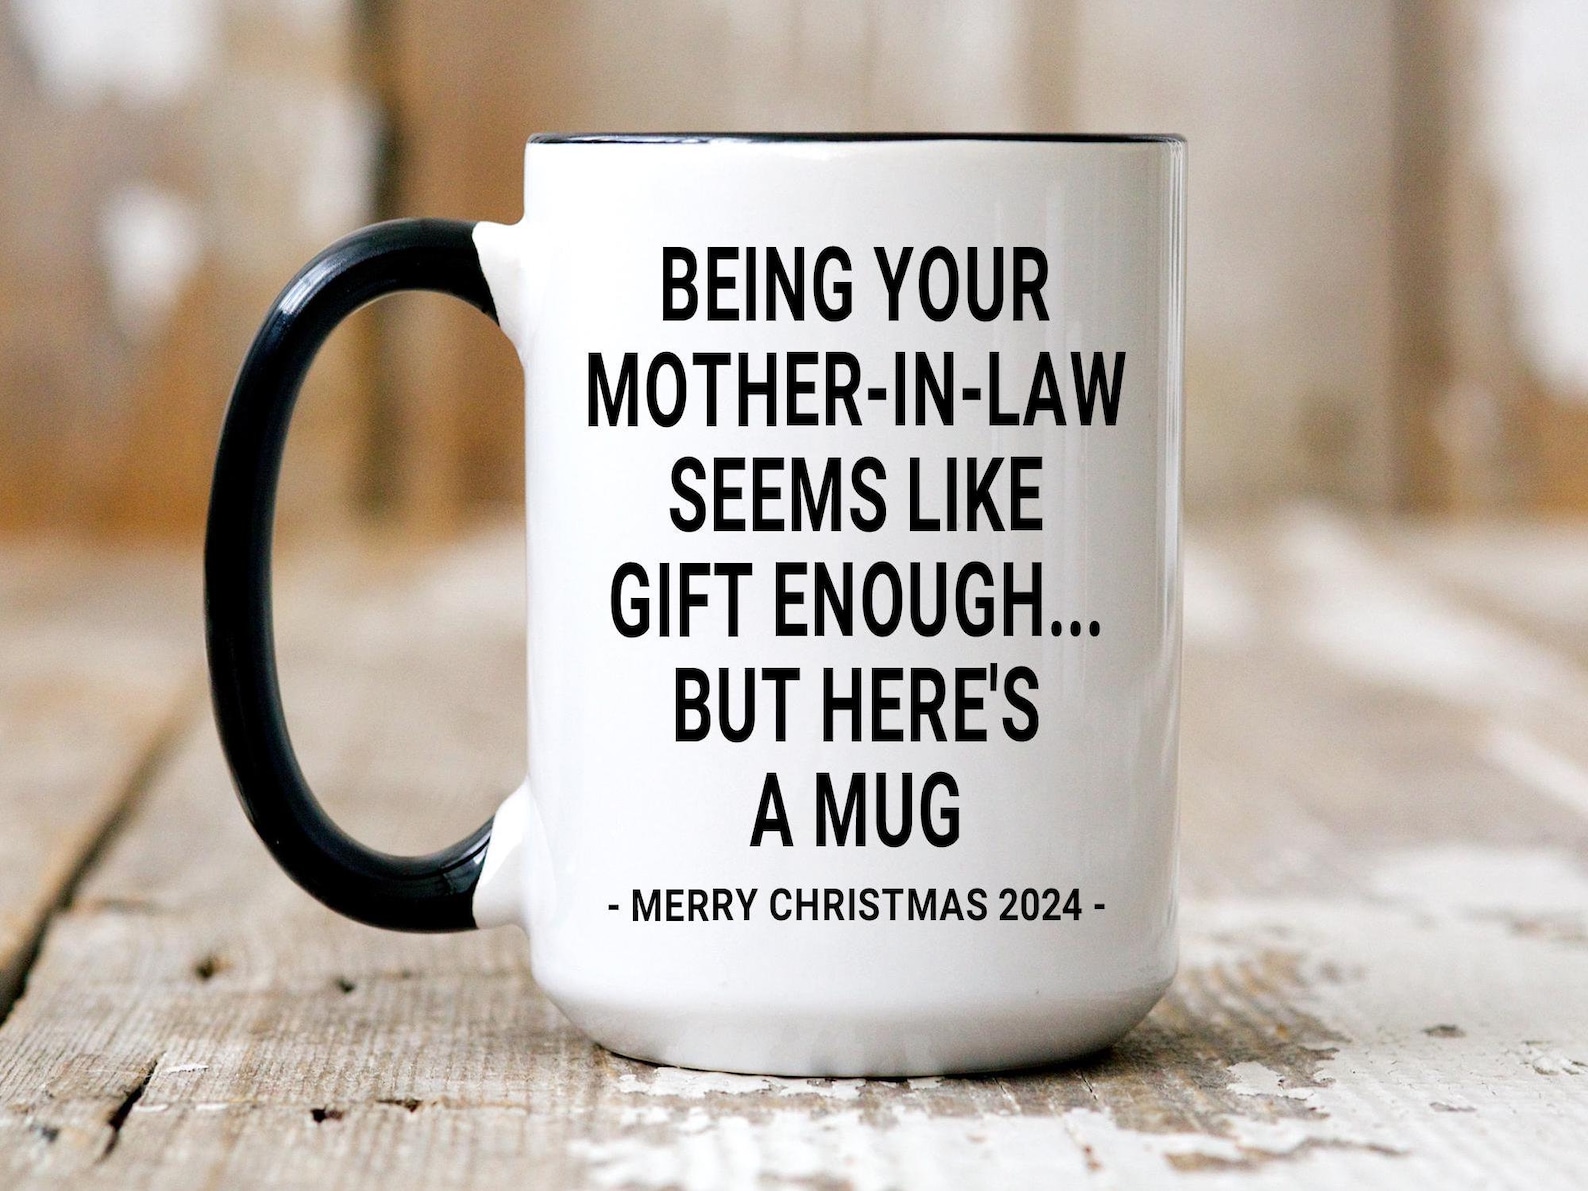 BEING YOUR
MOTHER-IN-LAW
SEEMS LIKE
GIFT ENOUGH...
BUT HERE'S
A MUG
- MERRY CHRISTMAS 2024 -